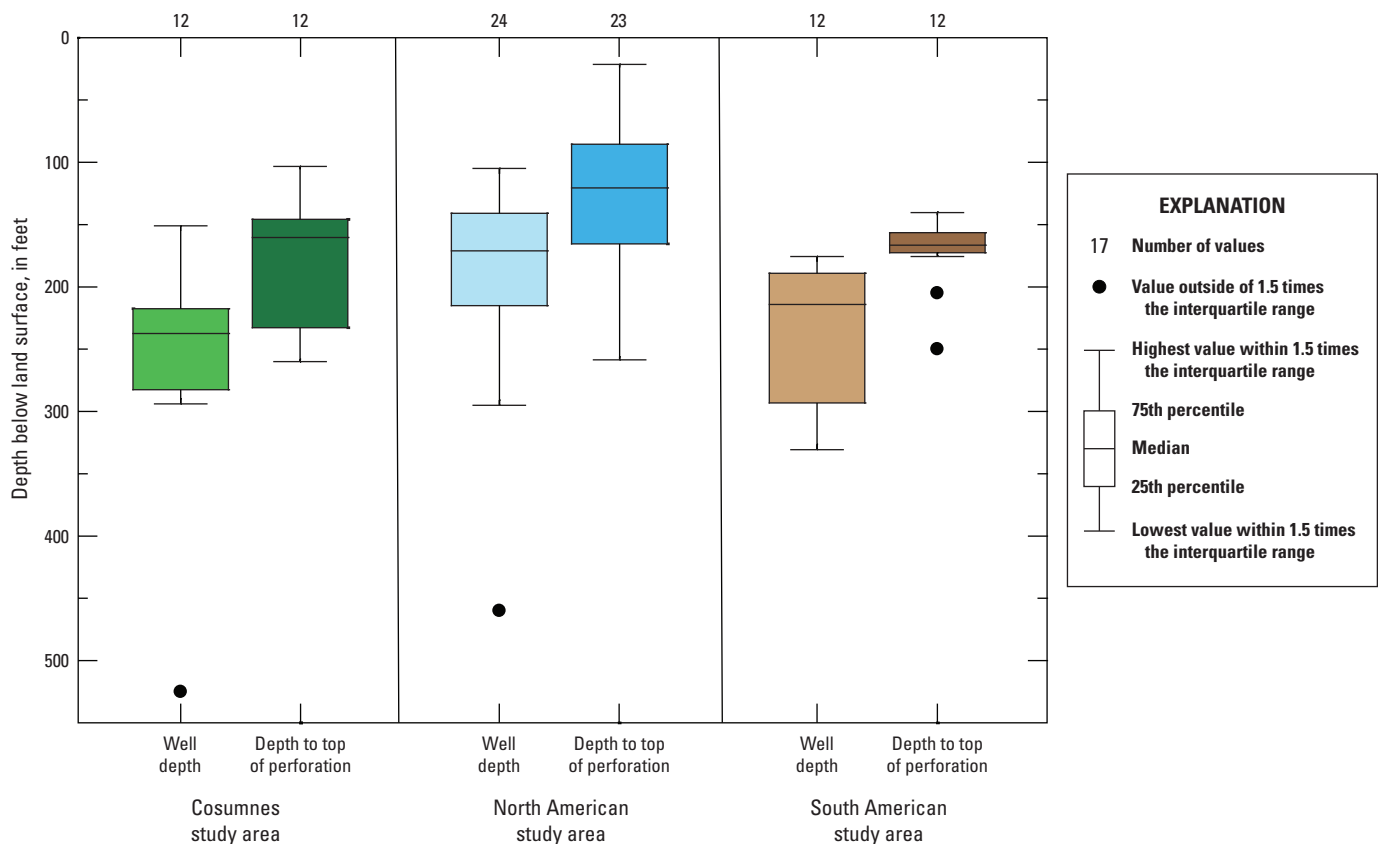 12 12 24 23 12 12
0
100
200
300
400
500
Depth below land surface, in feet
Well
depth
Depth to top
of perforation
Well
depth
Depth to top
of perforation
Well
depth
Depth to top
of perforation
Cosumnes
study area
North American
study area
South American
study area
EXPLANATION
17 Number of values
Value outside of 1.5 times
the interquartile range
Highest value within 1.5 times
the interquartile range
75th percentile
Median
25th percentile
Lowest value within 1.5 times
the interquartile range